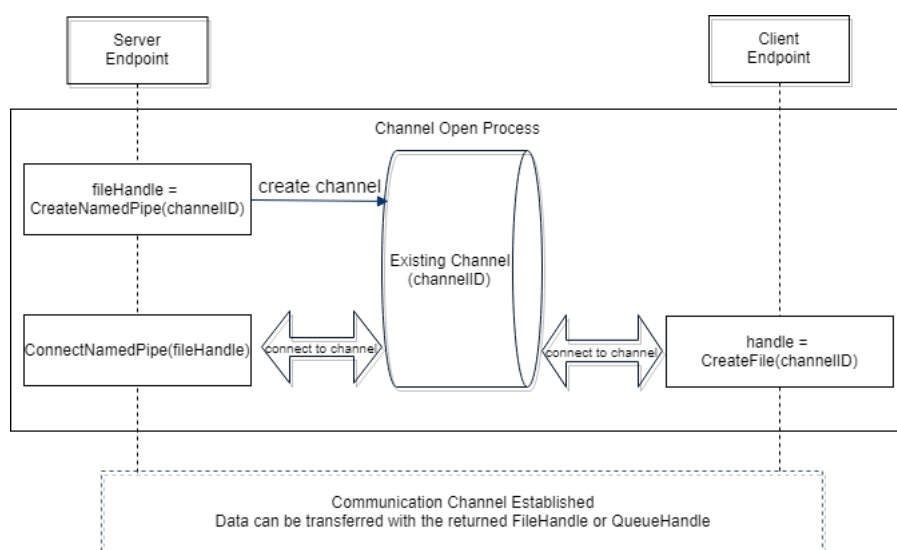 Server
Endpoint
Client
Endpoint
Channel Open Process
fileHandle =
CreateNamedPipe(channelID)
create channel
Existing Channel
(channelID)
ConnectNamedPipe(fileHandle)
connect to channel
connect to channel
handle =
CreateFile(channelID)
Communication Channel Established
Data can be transferred with the returned FileHandle or QueueHandle